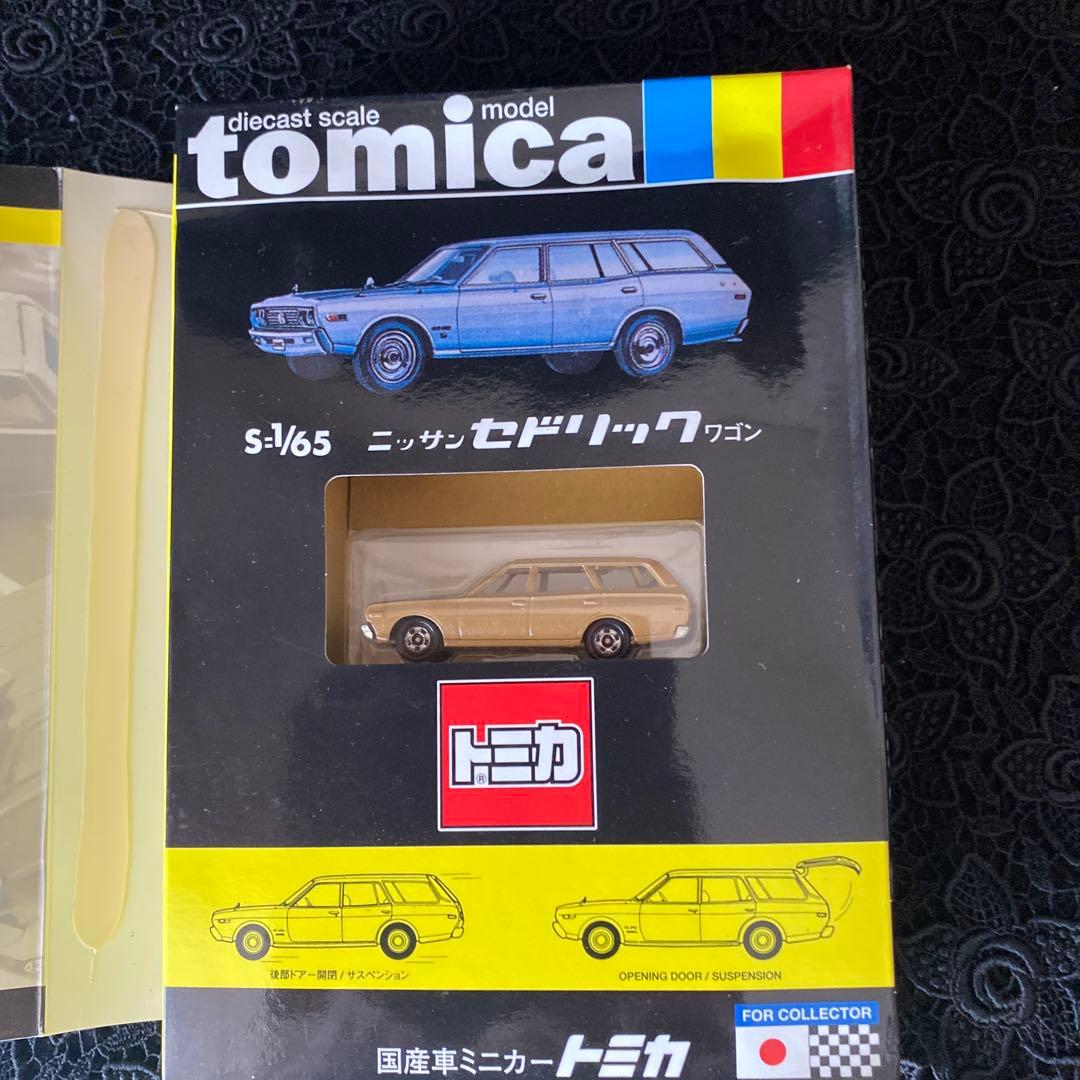 diecast scale model
tomica
S=1/65 ニッサン セドリック ワゴン
トミカ
®
後部ドアー開閉 / サスペンション
OPENING DOOR / SUSPENSION
FOR COLLECTOR
国産車ミニカー トミカ